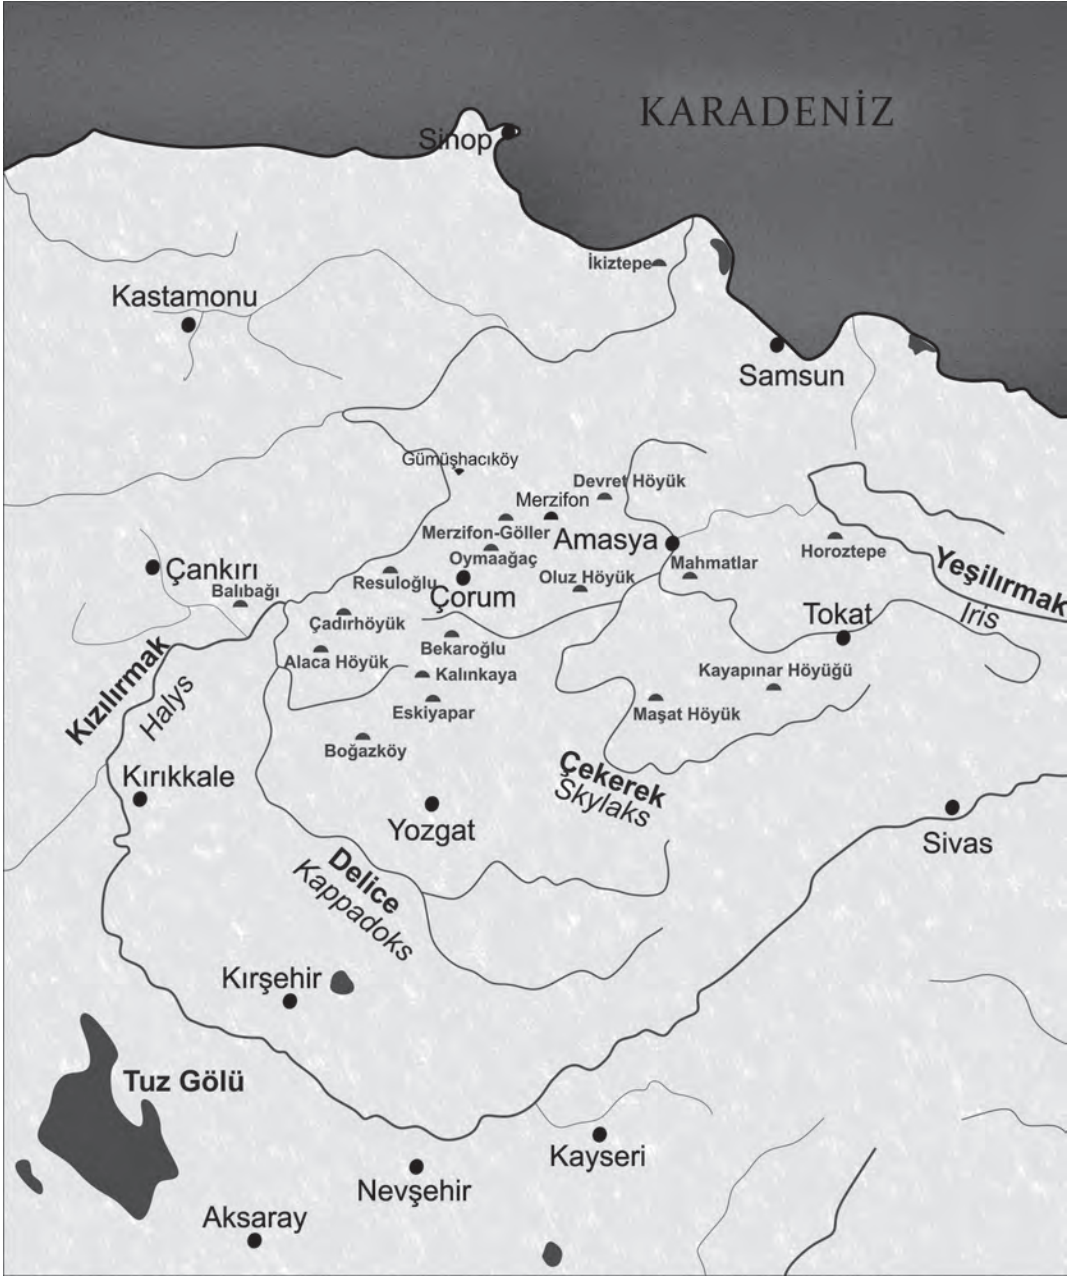 KARADENİZ
Sinop
İkiztepe
Kastamonu
Samsun
Gümüşhacıköy
Devret Höyük
Merzifon
Merzifon-Göller
Amasya
Oymaağaç
Horoztepe
Çankırı
Balıbağı
Resuloğlu
Çorum
Oluz Höyük
Mahmatlar
Yeşilırmak
Iris
Tokat
Çadırhöyük
Bekaroğlu
Alaca Höyük
Kalınkaya
Kayapınar Höyüğü
Eskiyapar
Maşat Höyük
Kızılırmak
Halys
Boğazköy
Kırıkkale
Çekerek
Skylaks
Yozgat
Sivas
Delice
Kappadoks
Kırşehir
Tuz Gölü
Kayseri
Nevşehir
Aksaray